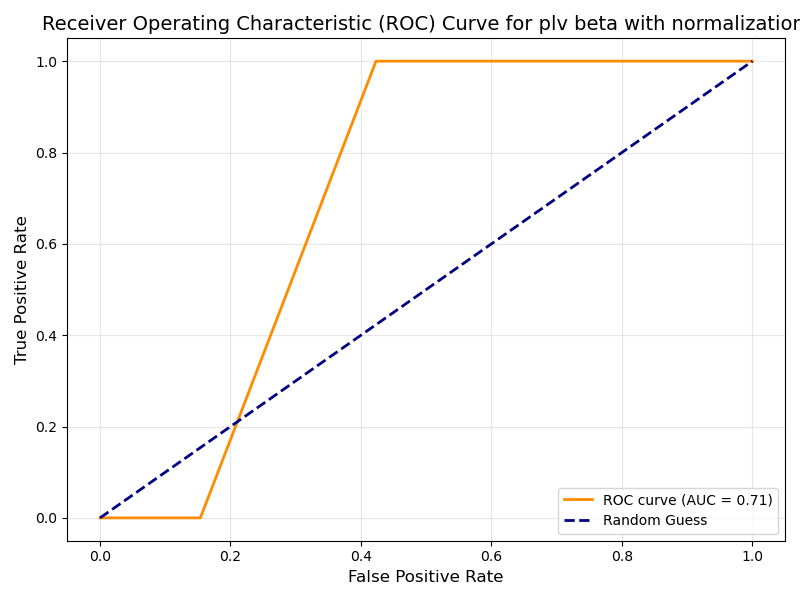 Receiver Operating Characteristic (ROC) Curve for plv beta with normalization
True Positive Rate
1.0
0.8
0.6
0.4
0.2
0.0
0.0 0.2 0.4 0.6 0.8 1.0
False Positive Rate
ROC curve (AUC = 0.71)
Random Guess